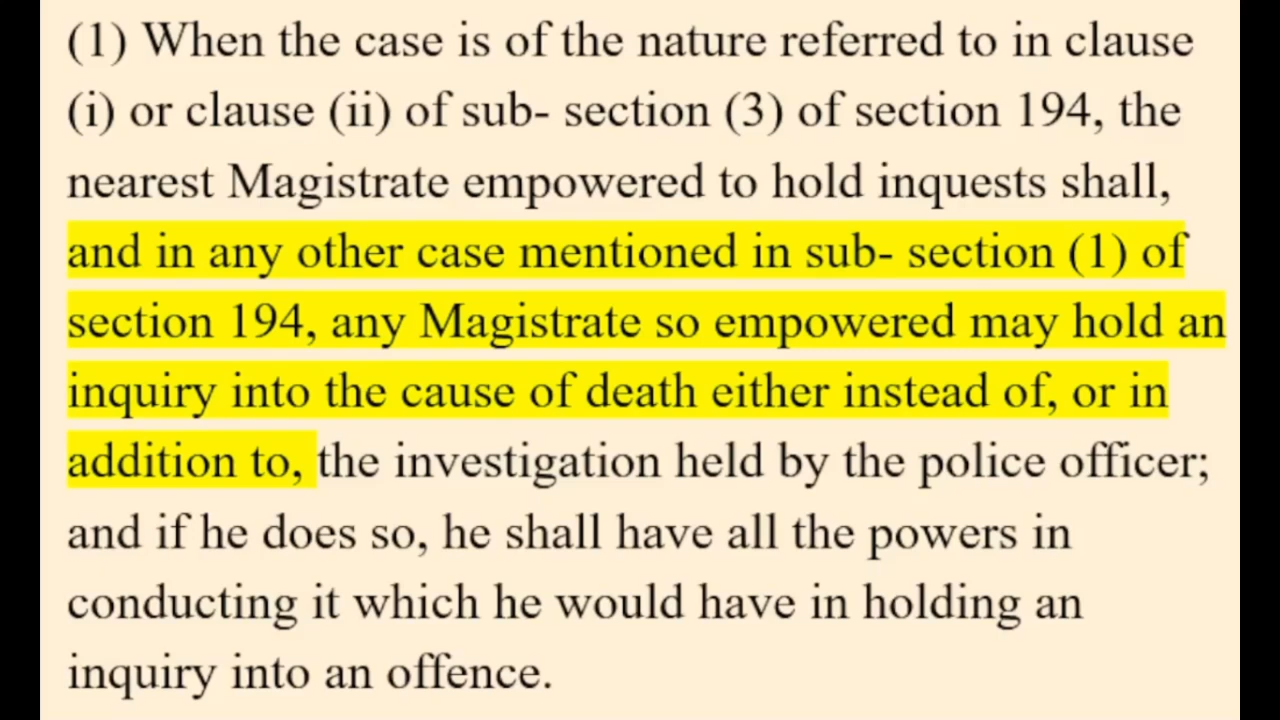 (1) When the case is of the nature referred to in clause
(i) or clause (ii) of sub- section (3) of section 194, the
nearest Magistrate empowered to hold inquests shall,
and in any other case mentioned in sub- section (1) of
section 194, any Magistrate so empowered may hold an
inquiry into the cause of death either instead of, or in
addition to, the investigation held by the police officer;
and if he does so, he shall have all the powers in
conducting it which he would have in holding an
inquiry into an offence.